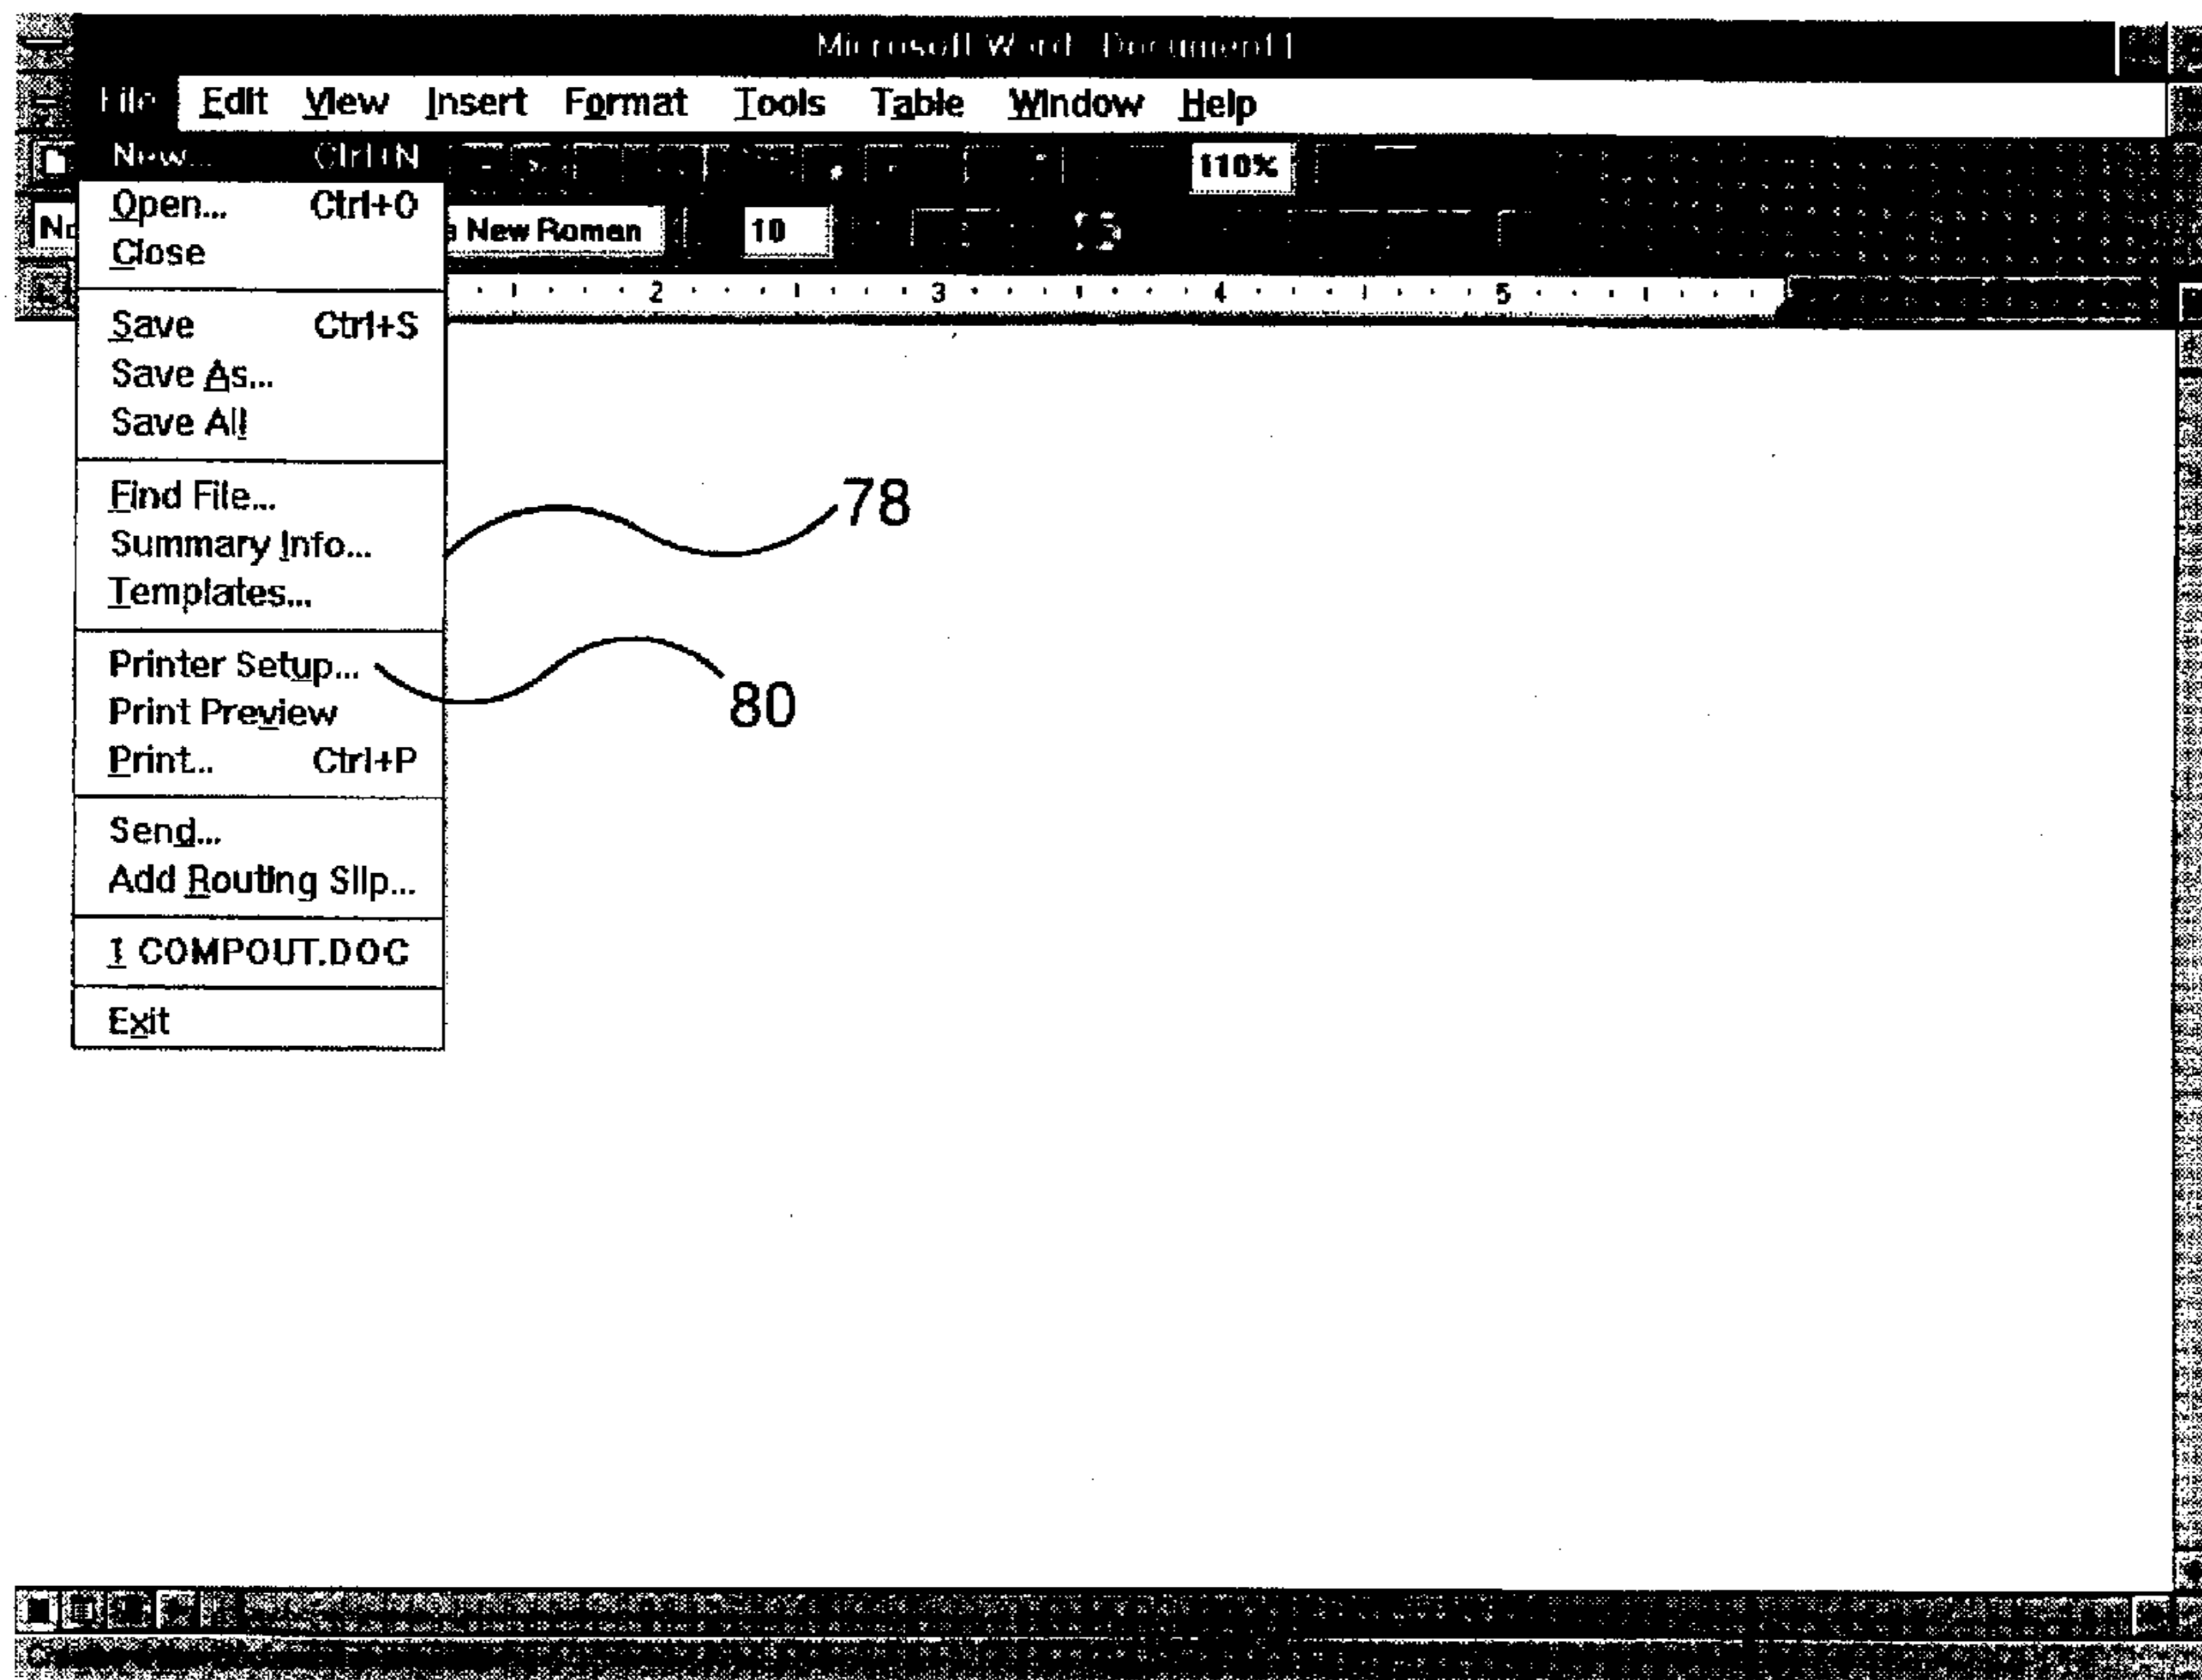 Microsoft Word Document1
File Edit View Insert Format Tools Table Window Help
New... Ctrl+N
110%
Open... Ctrl+O
New Roman 10
Close
2 3 4 5
Save Ctrl+S
Save As...
Save All
Find File...
78
Summary Info...
Templates...
Printer Setup...
80
Print Preview
Print... Ctrl+P
Send...
Add Routing Slip...
1 COMPOUT.DOC
Exit